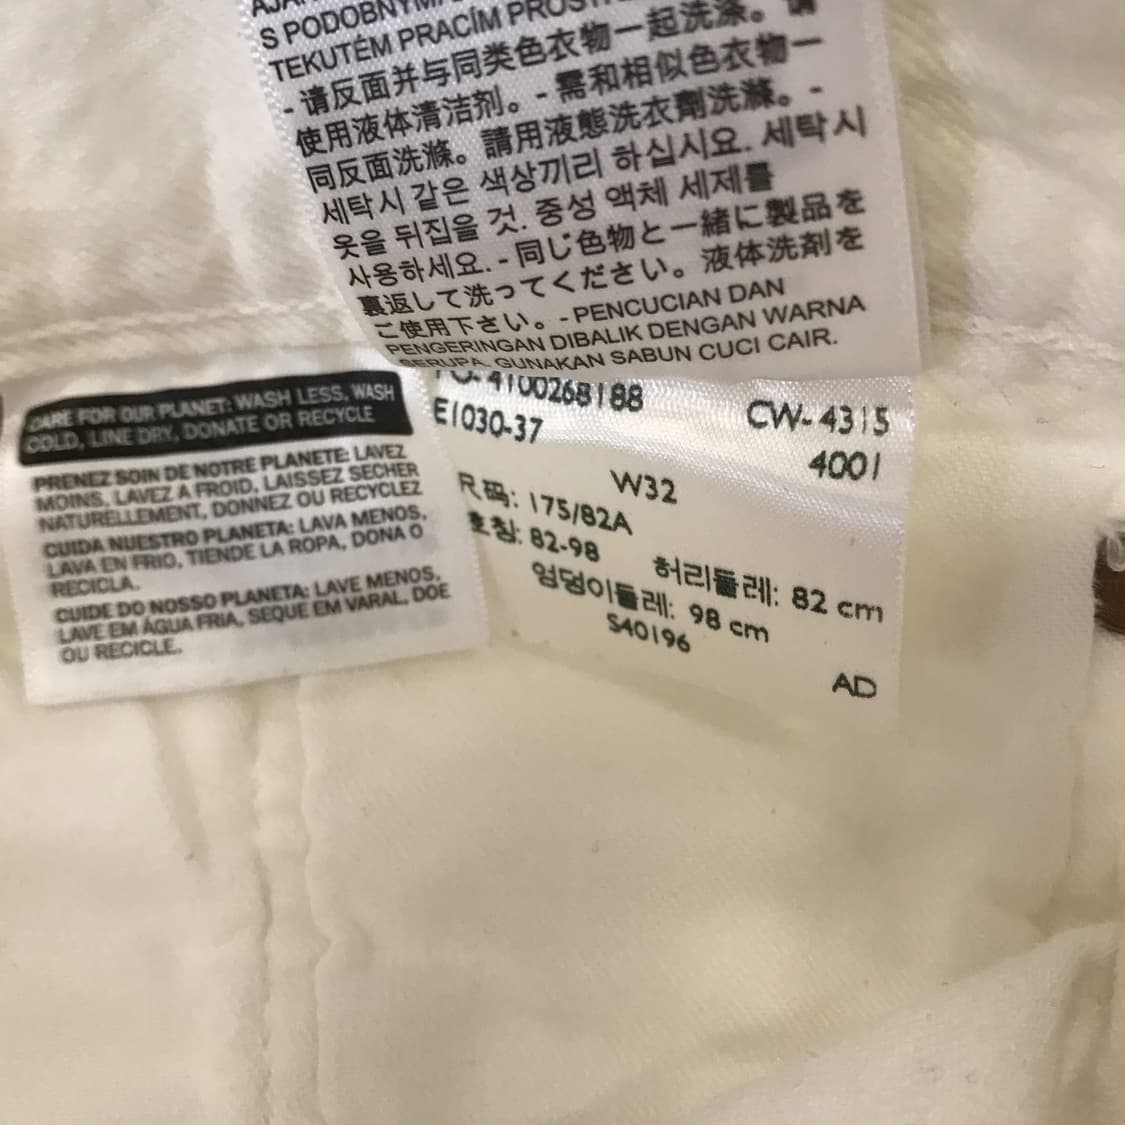 S PODOBNÝMI
TEKUTÉM PRACÍM
- 请反面并与同类色衣物一起洗涤。請
使用液体清洁剂。- 需和相似色衣物一
同反面洗滌。請用液態洗衣劑洗滌。-
세탁시 같은 색상끼리 하십시요. 세탁시
옷을 뒤집을 것. 중성 액체 세제를
사용하세요. - 同じ色物と一緒に製品を
裏返して洗ってください。液体洗剤を
ご使用下さい。- PENCUCIAN DAN
PENGERINGAN DIBALIK DENGAN WARNA
SERUPA. GUNAKAN SABUN CUCI CAIR.
CARE FOR OUR PLANET: WASH LESS, WASH
COLD, LINE DRY, DONATE OR RECYCLE
PRENEZ SOIN DE NOTRE PLANETE: LAVEZ
MOINS, LAVEZ A FROID, LAISSEZ SECHER
NATURELLEMENT, DONNEZ OU RECYCLEZ
CUIDA NUESTRO PLANETA: LAVA MENOS,
LAVA EN FRIO, TIENDE LA ROPA, DONA O
RECICLA.
CUIDE DO NOSSO PLANETA: LAVE MENOS,
LAVE EM ÁGUA FRIA, SEQUE EM VARAL, DOE
OU RECICLE.
4100268188
E1030-37
CW-4315
4001
W32
尺码: 175/82A
호칭: 82-98
허리둘레: 82 cm
엉덩이둘레: 98 cm
S40196
AD